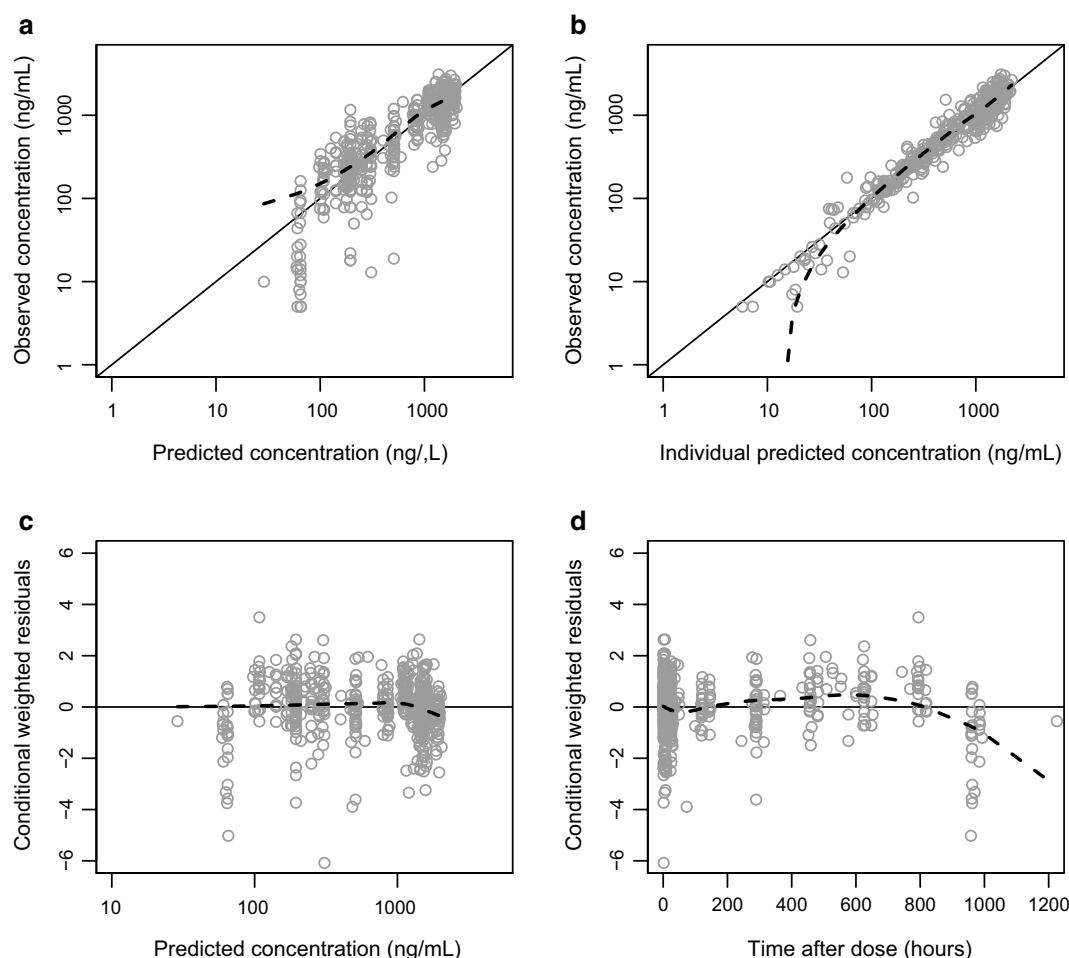 a
b
Observed concentration (ng/mL)
1000
100
10
1
1 10 100 1000
Predicted concentration (ng/,L)
Observed concentration (ng/mL)
1000
100
10
1
1 10 100 1000
Individual predicted concentration (ng/mL)
c
d
Conditional weighted residuals
6
4
2
0
−2
−4
−6
10 100 1000
Predicted concentration (ng/mL)
Conditional weighted residuals
6
4
2
0
−2
−4
−6
0 200 400 600 800 1000 1200
Time after dose (hours)